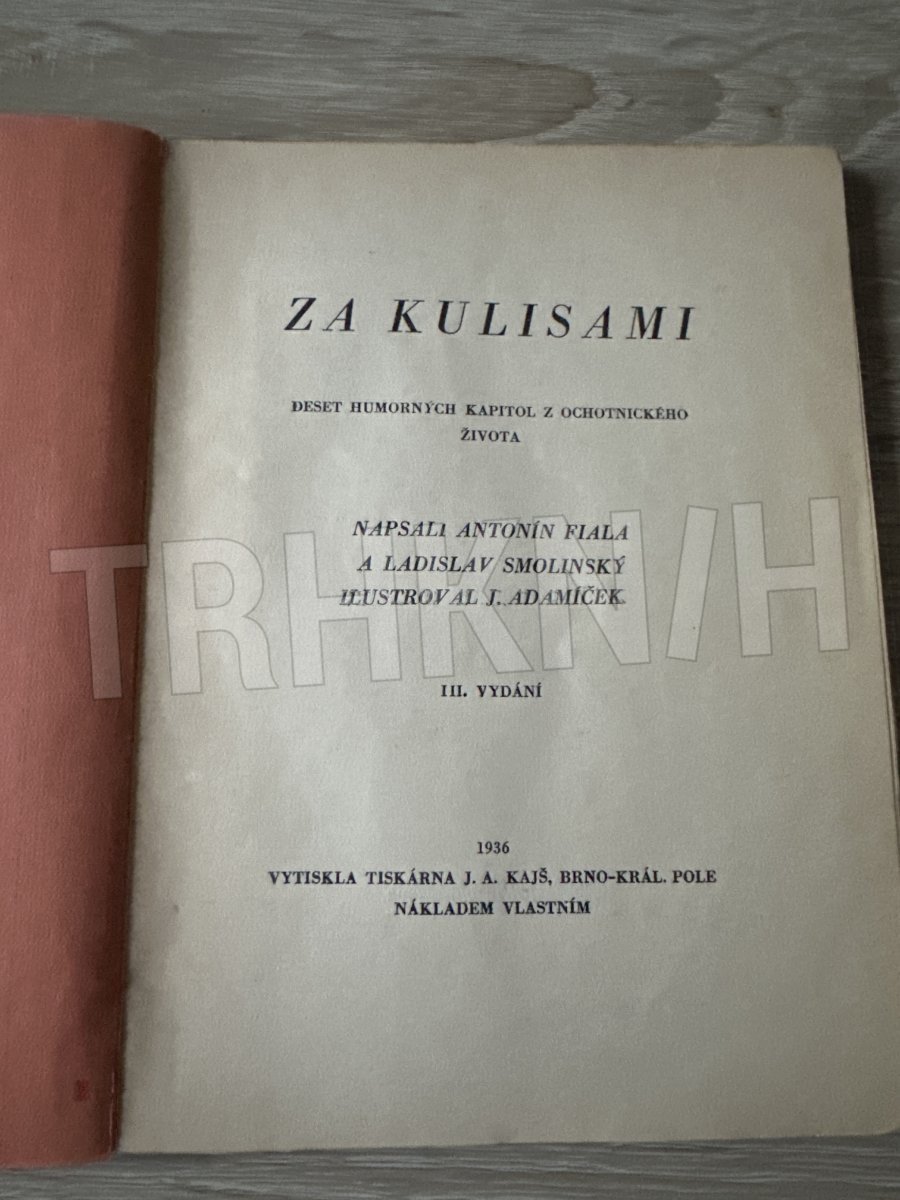 ZA KULISAMI
DESET HUMORNÝCH KAPITOL Z OCHOTNICKÉHO
ŽIVOTA
NAPSALI ANTONÍN FIALA
A LADISLAV SMOLINSKÝ
ILUSTROVAL J. ADAMÍČEK
TRHKNIH
III. VYDÁNÍ
1936
VYTISKLA TISKÁRNA J. A. KAJŠ, BRNO-KRÁL. POLE
NÁKLADEM VLASTNÍM